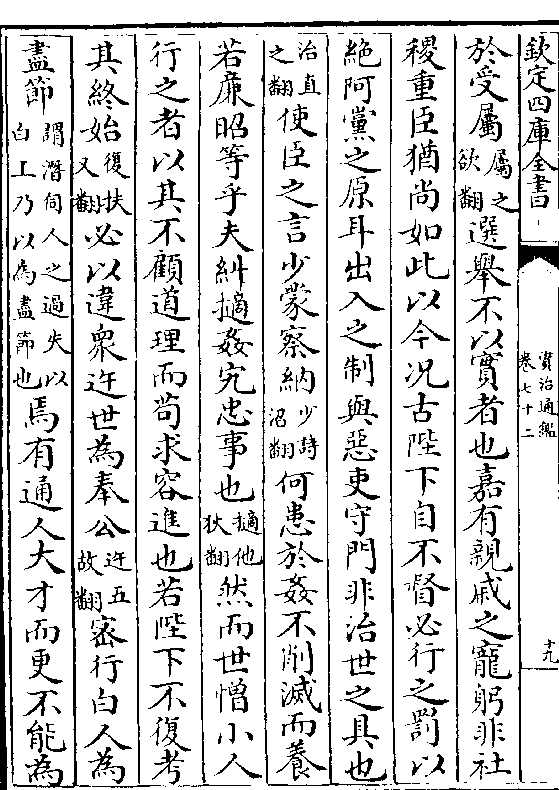 欽定四庫全書
資治通鑑
卷七十二
十九
於受屬屬之欲翻選舉不以實者也嘉有親戚之寵躬非社
稷重臣猶尚如此以今況古陛下自不督必行之罰以
絶阿黨之原耳出入之制與惡吏守門非治世之具也
治直之翻使臣之言少蒙察納少詩沼翻何患於姦不削滅而養
若廉昭等乎夫糾擿姦宄忠事也擿他狄翻然而世憎小人
行之者以其不顧道理而苟求容進也若陛下不復考
其終始復扶又翻必以違衆迕世為奉公迕五故翻宻行白人為
盡節謂潛伺人之過失以白上乃以為盡節也焉有通人大才而更不能為